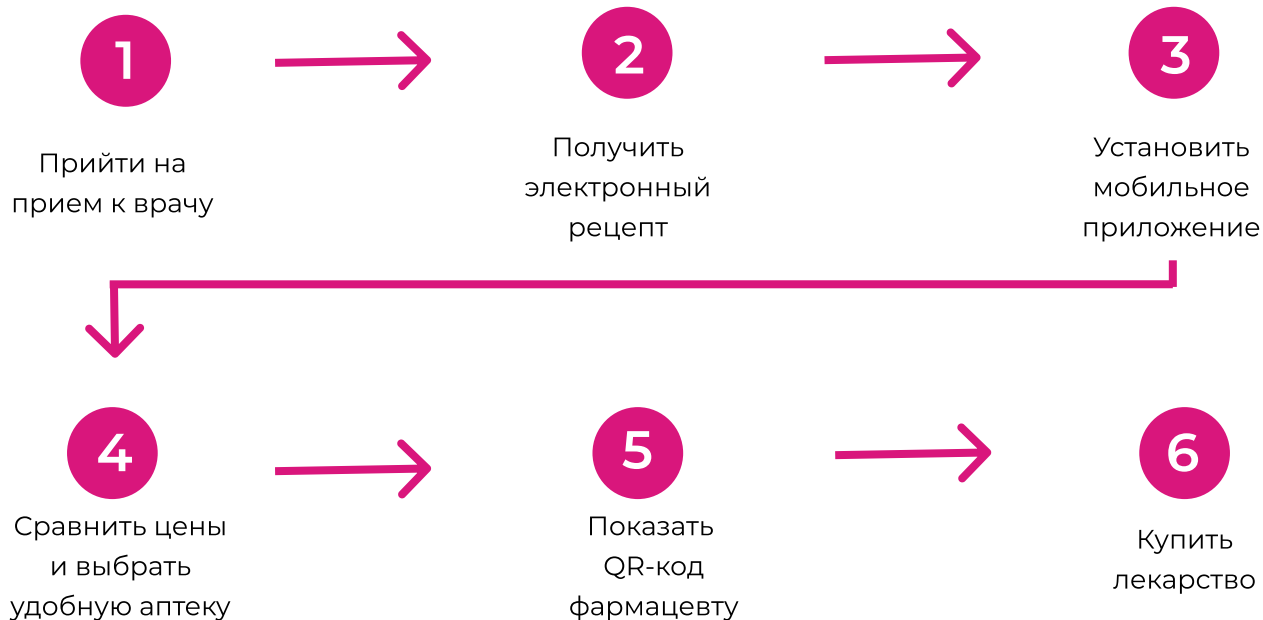 1
Прийти на
прием к врачу
2
Получить
электронный
рецепт
3
Установить
мобильное
приложение
4
Сравнить цены
и выбрать
удобную аптеку
5
Показать
QR-код
фармацевту
6
Купить
лекарство